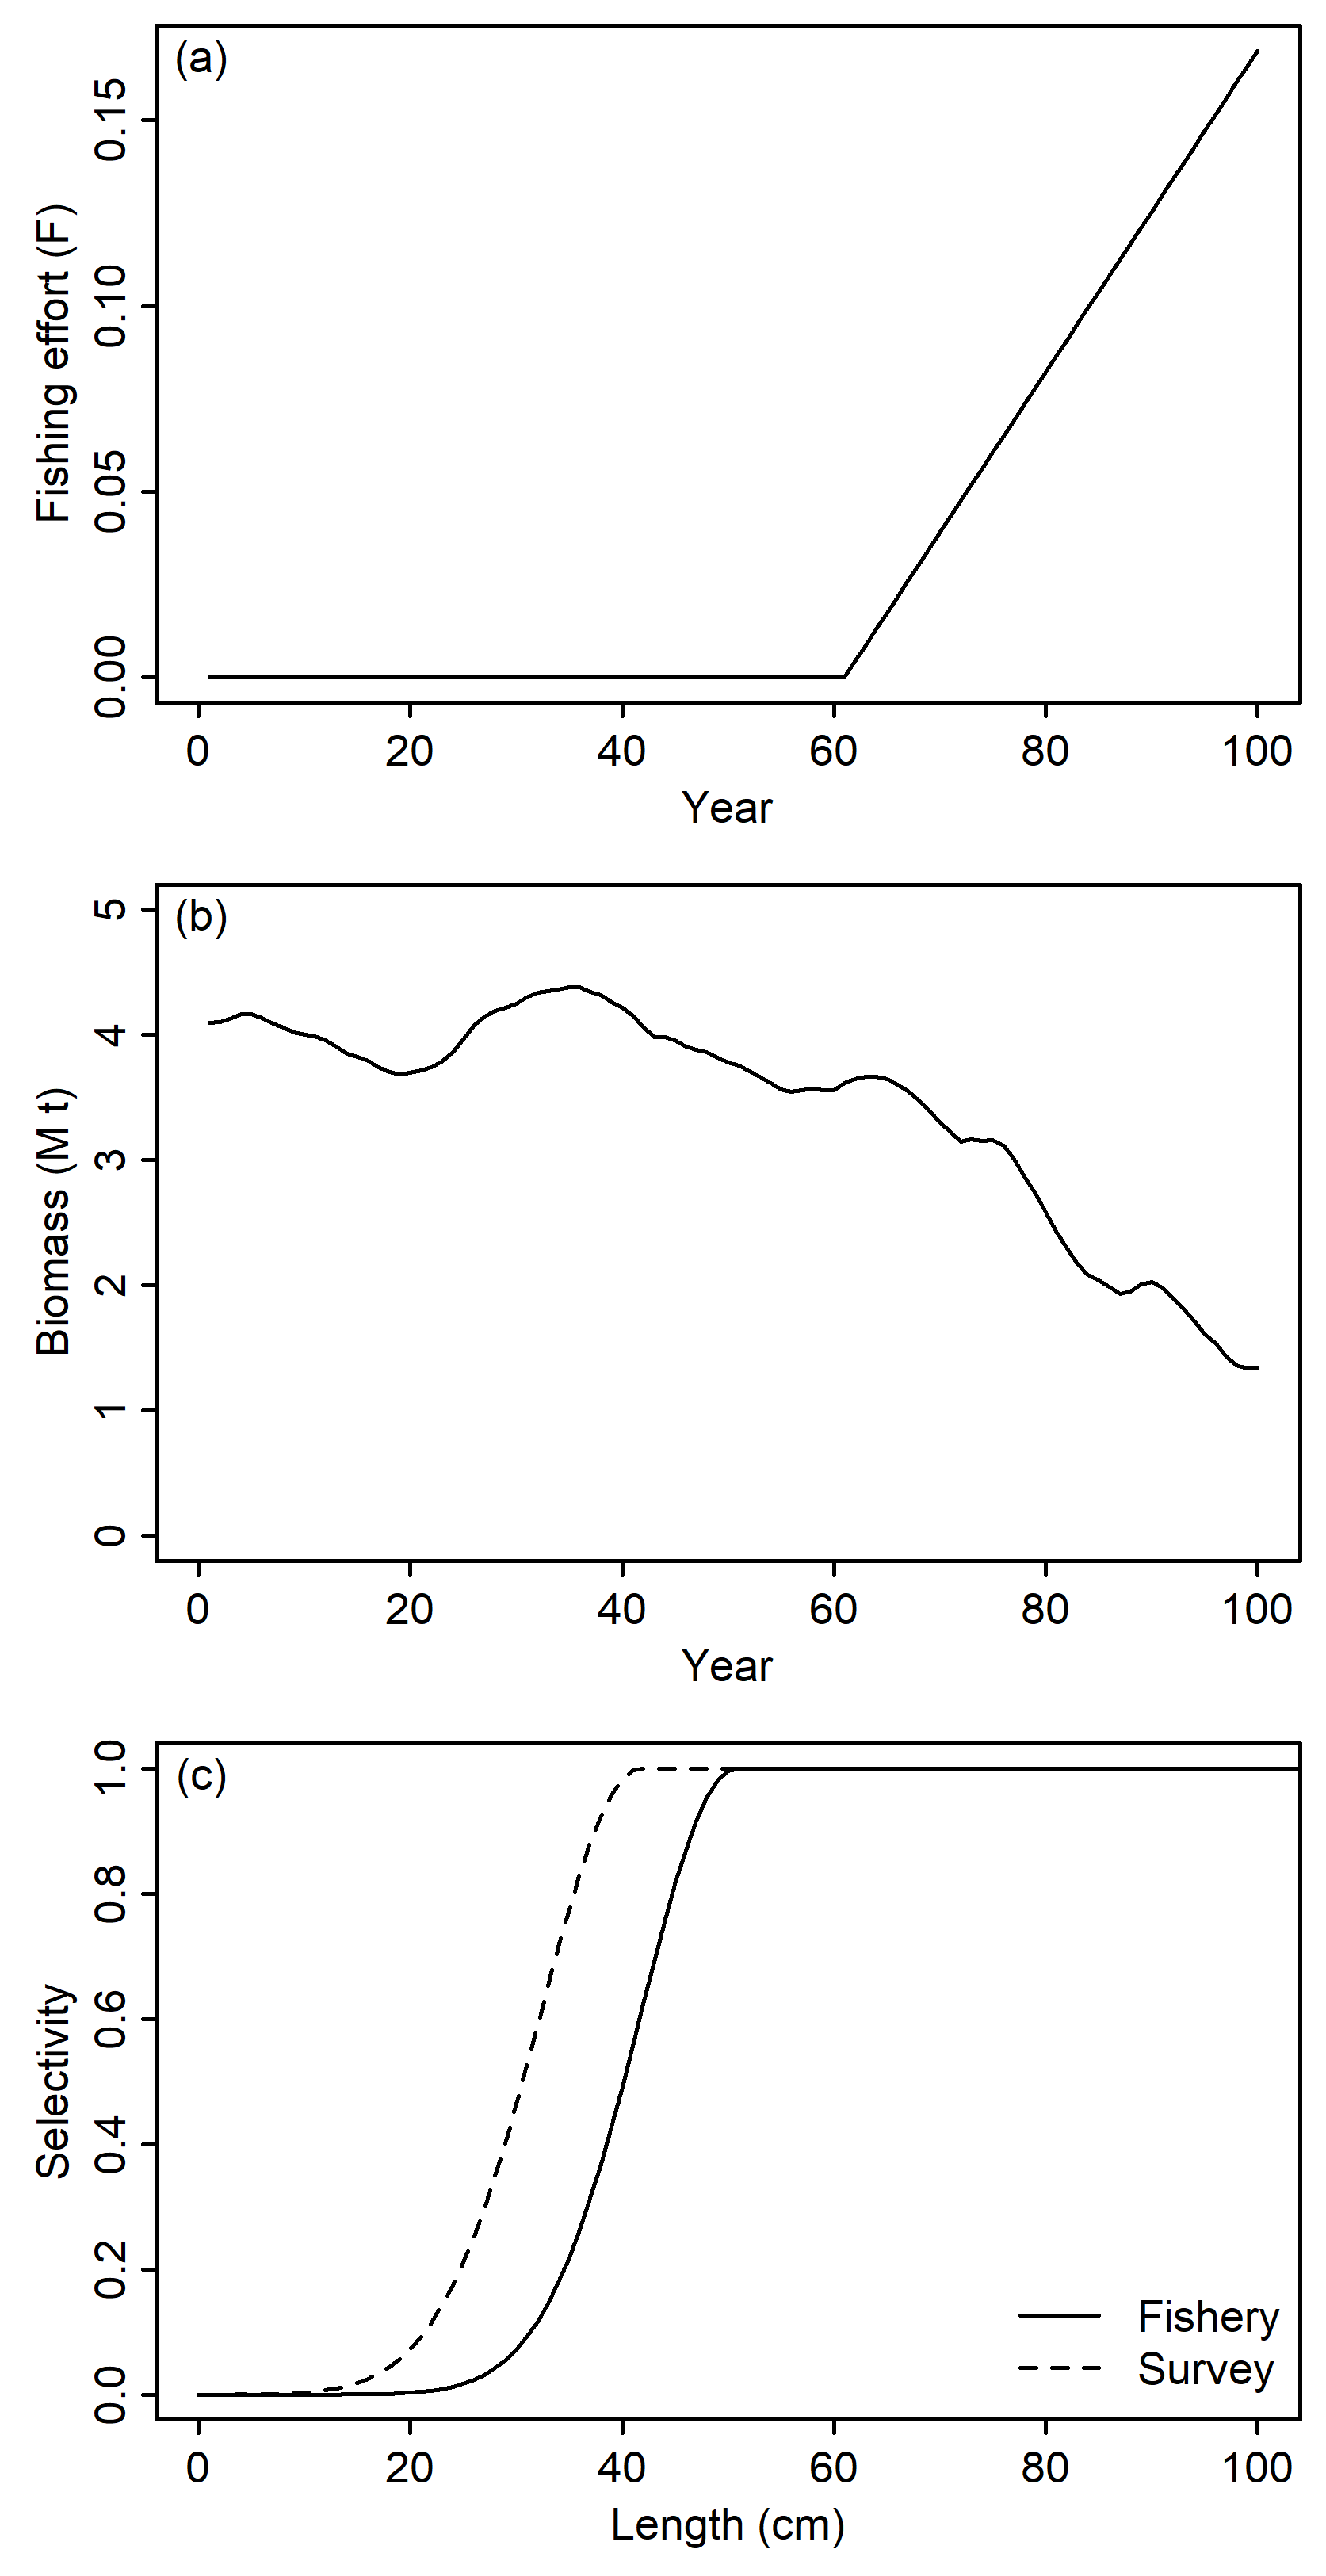 (a)
Fishing effort (F)
0.15
0.10
0.05
0.00
0 20 40 60 80 100
Year
(b)
Biomass (M t)
5
4
3
2
1
0
0 20 40 60 80 100
Year
(c)
Selectivity
1.0
0.8
0.6
0.4
0.2
0.0
Fishery
Survey
0 20 40 60 80 100
Length (cm)